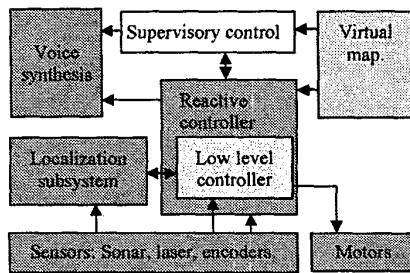 Voice
synthesis
Supervisory control
Virtual
map.
Reactive
controller
Localization
subsystem
Low level
controller
Sensors: Sonar, laser, encoders,
Motors